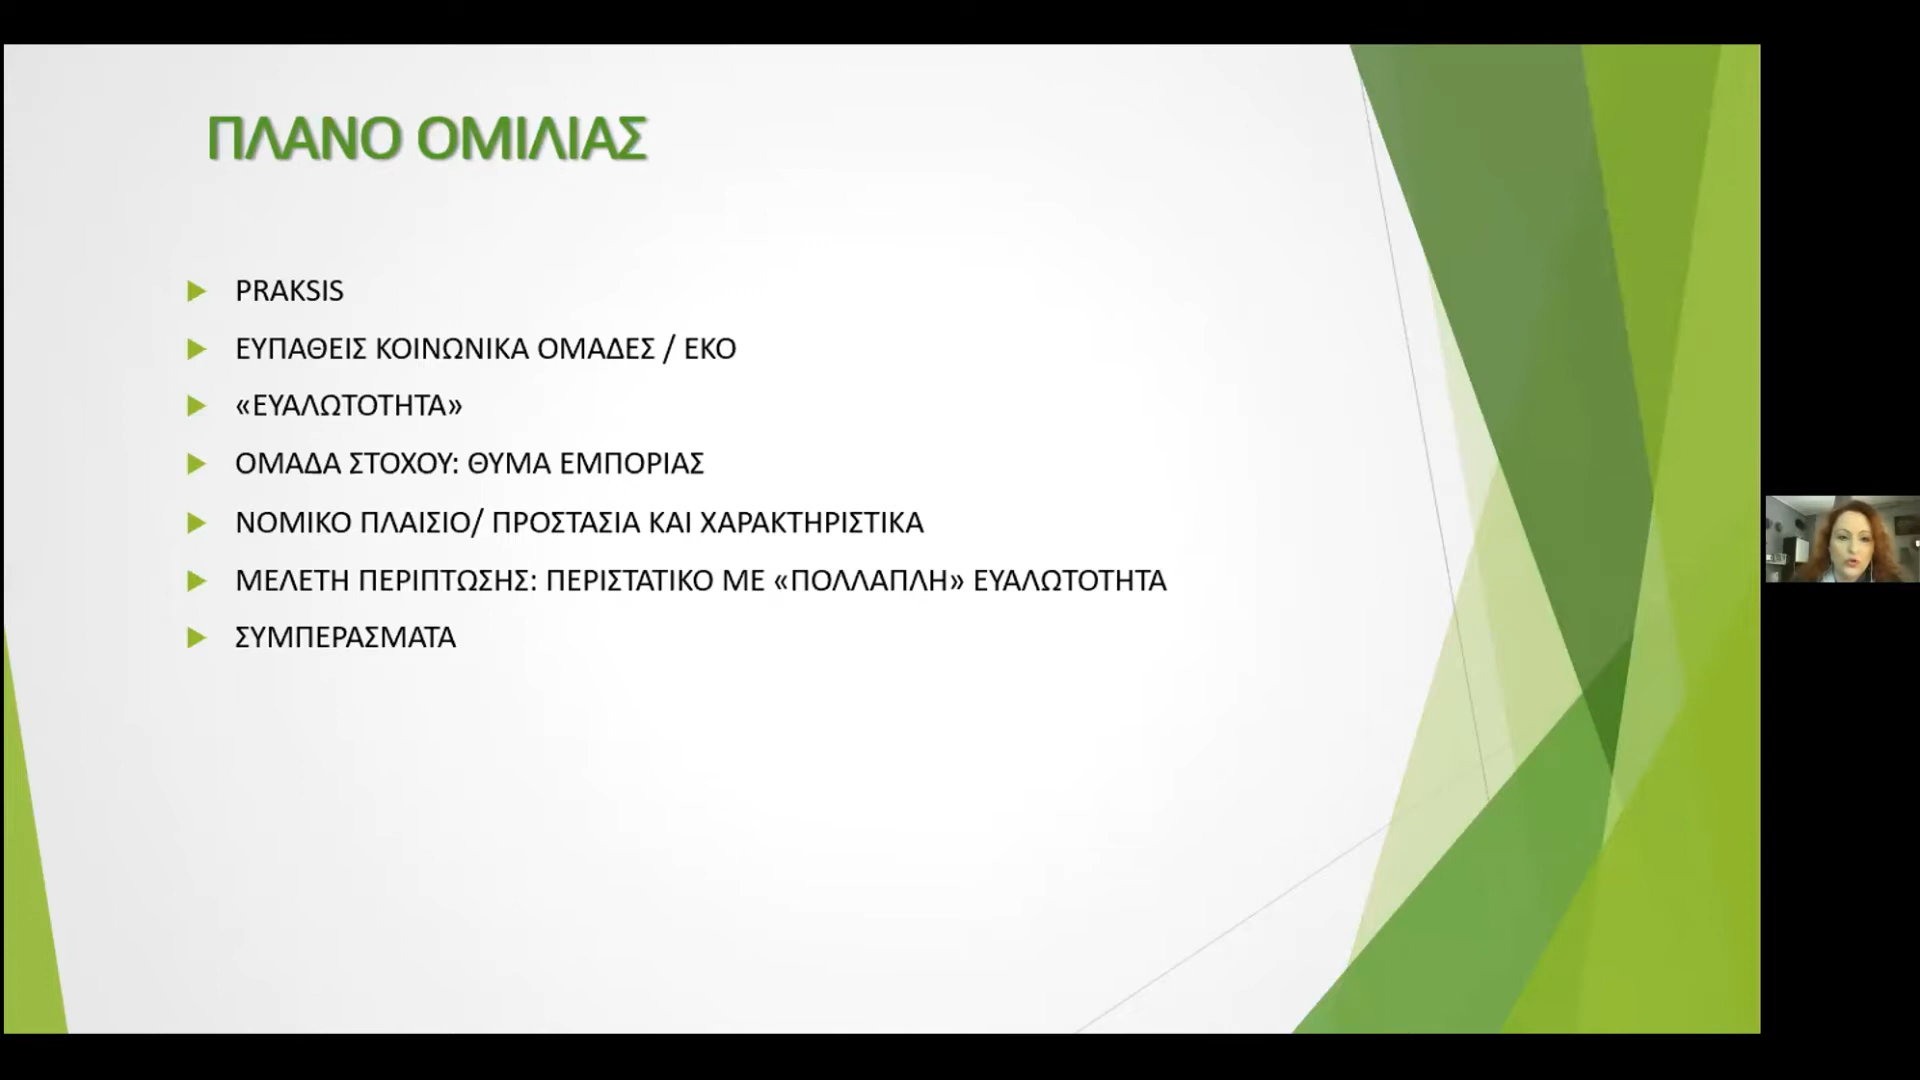 ΠΛΑΝΟ ΟΜΙΛΙΑΣ
PRAKSIS
ΕΥΠΑΘΕΙΣ ΚΟΙΝΩΝΙΚΑ ΟΜΑΔΕΣ / ΕΚΟ
«ΕΥΑΛΩΤΟΤΗΤΑ»
ΟΜΑΔΑ ΣΤΟΧΟΥ: ΘΥΜΑ ΕΜΠΟΡΙΑΣ
ΝΟΜΙΚΟ ΠΛΑΙΣΙΟ/ ΠΡΟΣΤΑΣΙΑ ΚΑΙ ΧΑΡΑΚΤΗΡΙΣΤΙΚΑ
ΜΕΛΕΤΗ ΠΕΡΙΠΤΩΣΗΣ: ΠΕΡΙΣΤΑΤΙΚΟ ΜΕ «ΠΟΛΛΑΠΛΗ» ΕΥΑΛΩΤΟΤΗΤΑ
ΣΥΜΠΕΡΑΣΜΑΤΑ